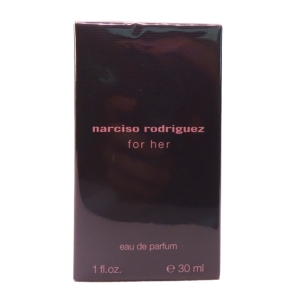 narciso rodriguez
for her
eau de parfum
1 fl.oz. ℮ 30 ml